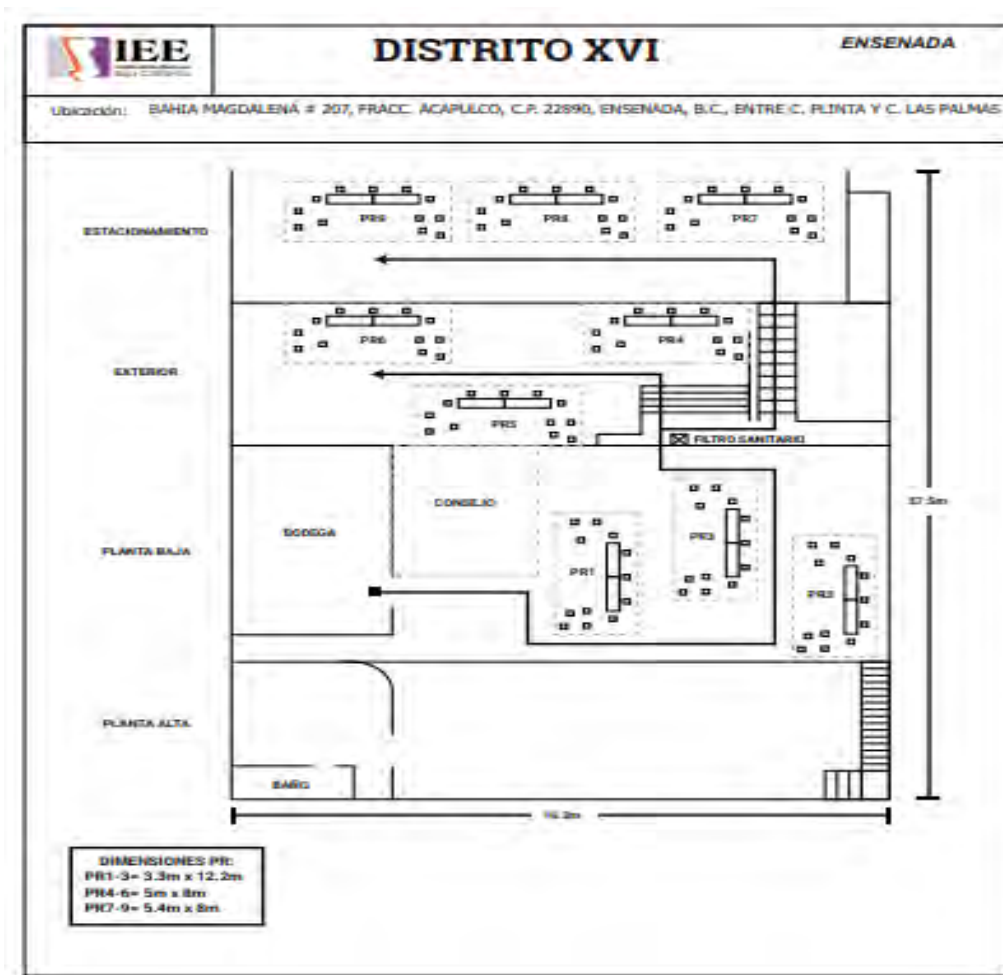 IEE
DISTRITO XVI
ENSENADA
Ubicación: BAHIA MAGDALENA # 207, FRACC. ACAPULCO, C.P. 22890, ENSENADA, B.C., ENTRE C. PLINTA Y C. LAS PALMAS
ESTACIONAMIENTO
PR9
PR8
PR7
EXTERIOR
PR6
PR4
PR5
FILTRO SANITARIO
PLANTA BAJA
BODEGA
CONSEJO
PR1
PR3
PLANTA ALTA
BAÑO
DIMENSIONES PR:
PR1-3= 3.3m x 12.2m
PR4-6= 5m x 8m
PR7-9= 5.4m x 8m